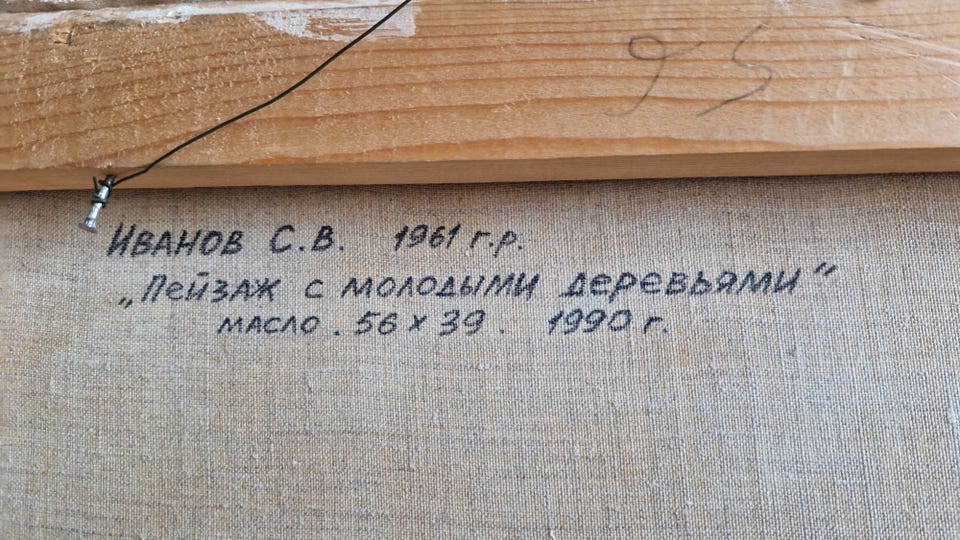 95
Иванов С.В. 1961 г.р.
„Пейзаж с молодыми деревьями“
масло. 56 x 39. 1990 г.